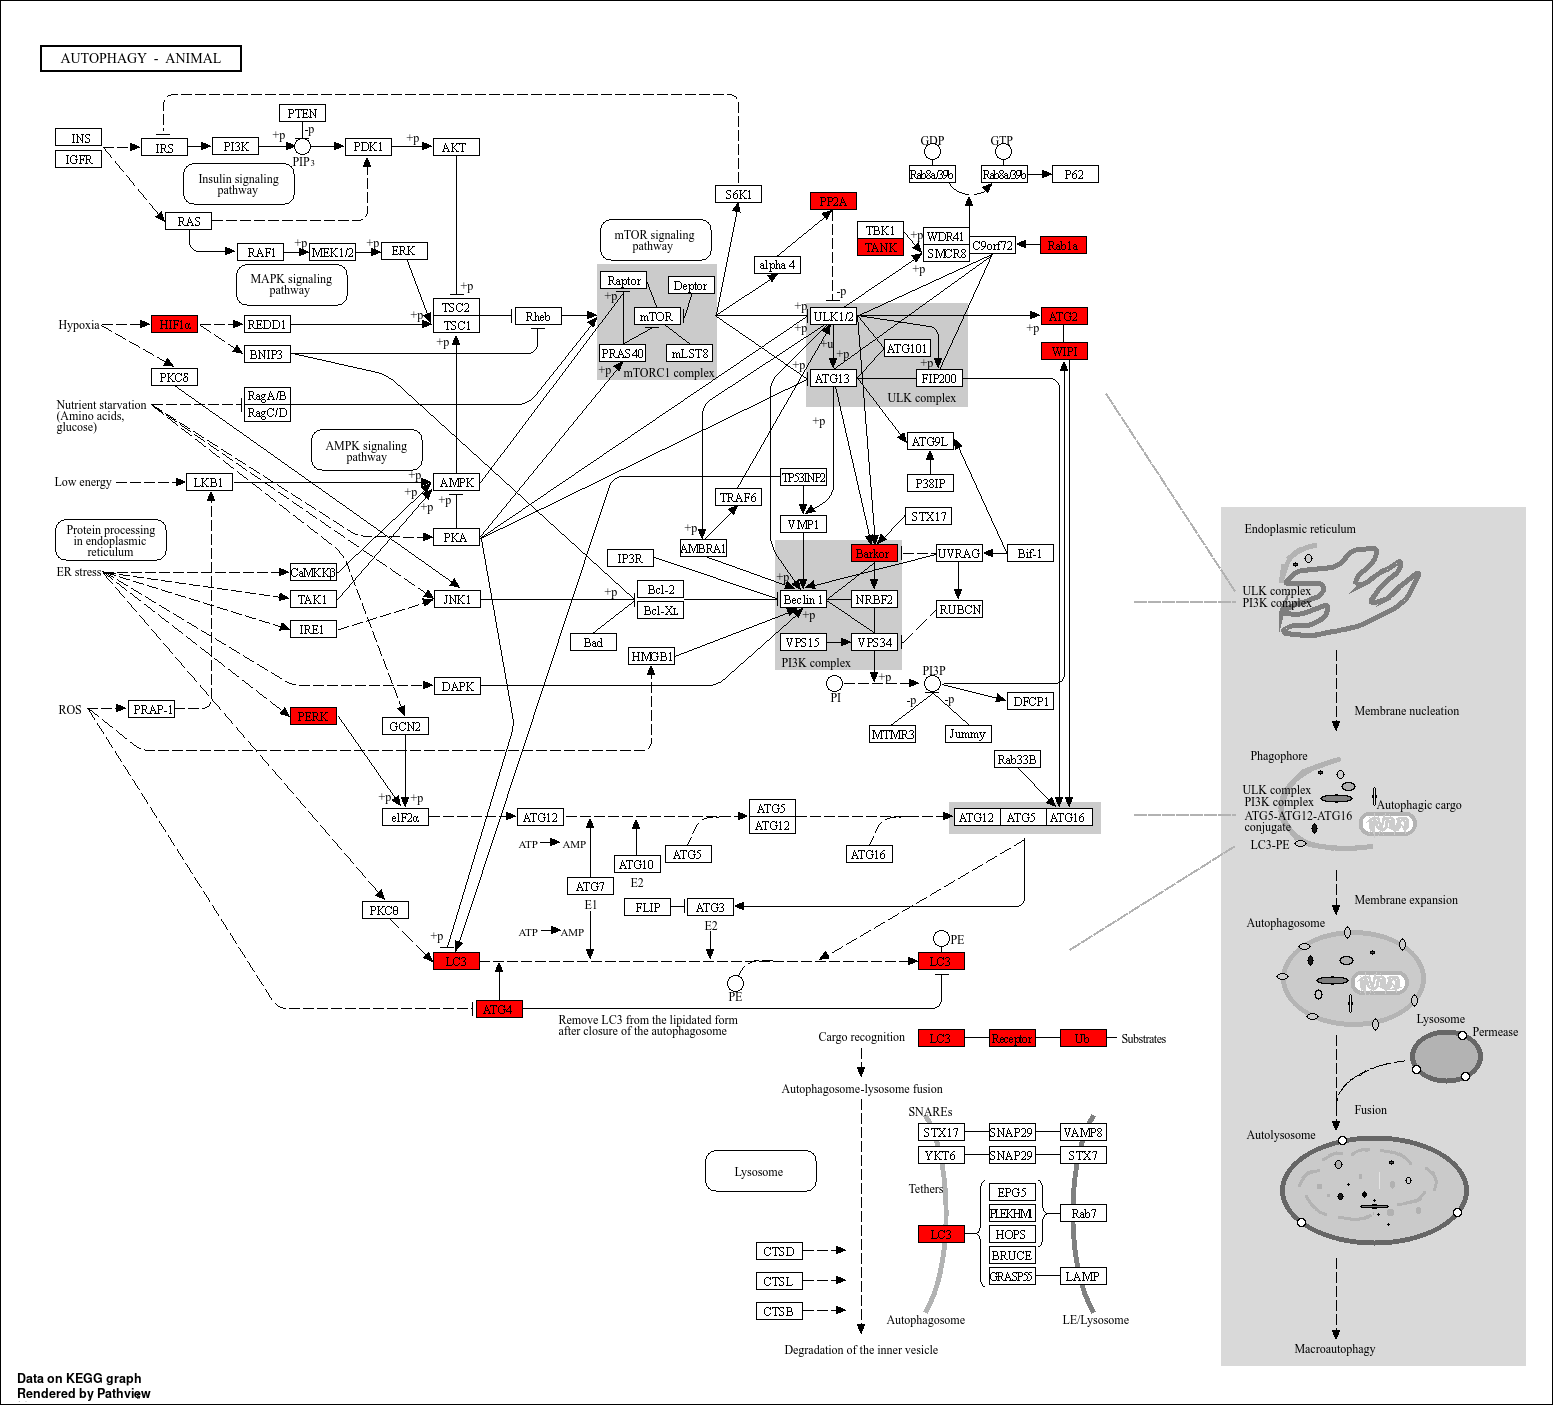 AUTOPHAGY - ANIMAL
PTEN
-p
+p
+p
INS
IGFR
IRS
PI3K
PIP3
PDK1
AKT
Insulin signaling
pathway
RAS
RAF1
+p
MEK1/2
+p
ERK
MAPK signaling
pathway
S6K1
mTOR signaling
pathway
Raptor
Deptor
+p
mTOR
PRAS40
mLST8
+p
mTORC1 complex
PP2A
alpha 4
-p
TBK1
TANK
+p
+p
WDR41
SMCR8
C9orf72
Rab1a
GDP
GTP
Rab8a/39b
Rab8a/39b
P62
Hypoxia
HIF1α
REDD1
BNIP3
PKCδ
+p
+p
TSC2
TSC1
+p
Rheb
+p
+p
ULK1/2
+u
+p
ATG101
+p
+p
ATG13
FIP200
ULK complex
+p
ATG2
+p
WIPI
Nutrient starvation
(Amino acids,
glucose)
RagA/B
RagC/D
AMPK signaling
pathway
Low energy
LKB1
+p
+p
+p
+p
AMPK
PKA
Protein processing
in endoplasmic
reticulum
ER stress
CaMKKβ
TAK1
IRE1
JNK1
+p
ATG9L
P38IP
TP53INP2
TRAF6
VMP1
STX17
+p
AMBRA1
IP3R
Bcl-2
Bcl-XL
Bad
HMGB1
Barkor
UVRAG
Bif-1
+p
Beclin 1
+p
NRBF2
RUBCN
VPS15
VPS34
PI3K complex
+p
DAPK
ROS
PRAP-1
PERK
GCN2
PI
PI3P
-p
-p
DFCP1
MTMR3
Jummy
Rab33B
+p
+p
eIF2α
ATG12
ATG5
ATG12
ATG12
ATG5
ATG16
ATP
AMP
ATG10
E2
ATG5
ATG16
ATG7
E1
PKCθ
FLIP
ATG3
E2
ATP
AMP
+p
LC3
PE
LC3
PE
ATG4
Remove LC3 from the lipidated form
after closure of the autophagosome
Cargo recognition
LC3
Receptor
Ub
Substrates
Autophagosome-lysosome fusion
SNAREs
STX17
SNAP29
VAMP8
YKT6
SNAP29
STX7
Lysosome
Tethers
EPG5
PLEKHM1
Rab7
LC3
HOPS
BRUCE
GRASP55
LAMP
CTSD
CTSL
CTSB
Autophagosome
LE/Lysosome
Degradation of the inner vesicle
Endoplasmic reticulum
ULK complex
PI3K complex
Membrane nucleation
Phagophore
ULK complex
PI3K complex
ATG5-ATG12-ATG16
conjugate
LC3-PE
Autophagic cargo
Membrane expansion
Autophagosome
Lysosome
Permease
Fusion
Autolysosome
Macroautophagy
Data on KEGG graph
Rendered by Pathview